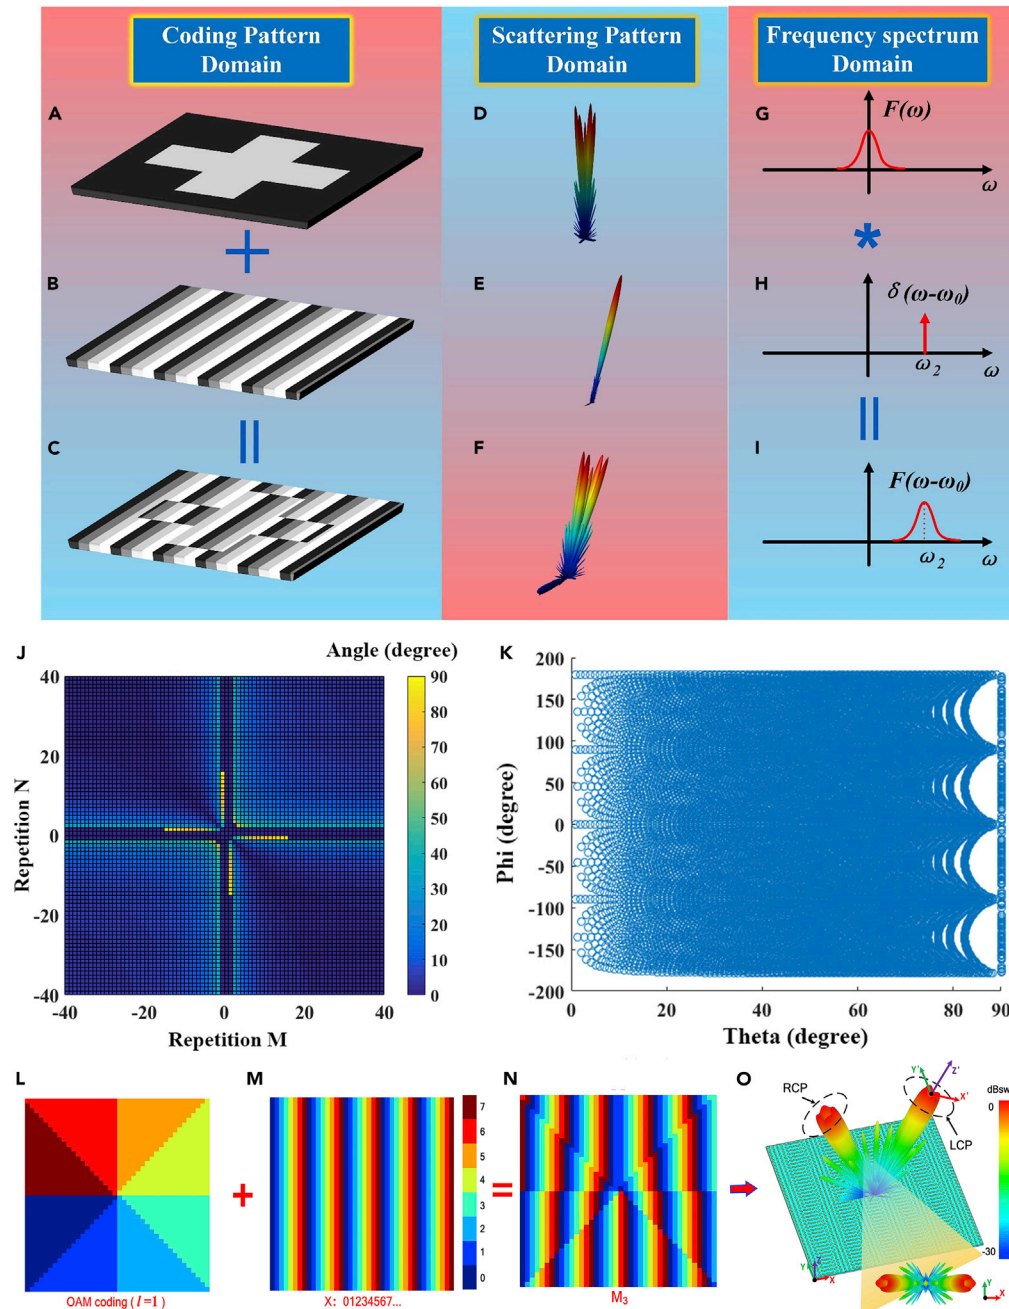 Coding Pattern
Domain
Scattering Pattern
Domain
Frequency spectrum
Domain
A
D
G
F(ω)
ω
+
*
B
E
H
δ (ω-ω0)
ω2
ω
=
=
C
F
I
F(ω-ω0)
ω2
ω
J
Angle (degree)
K
40
20
0
-20
-40
Repetition N
-40
-20
0
20
40
Repetition M
90
80
70
60
50
40
30
20
10
0
200
150
100
50
0
-50
-100
-150
-200
Phi (degree)
0
20
40
60
80
90
Theta (degree)
L
M
N
O
OAM coding ( l =1 )
+
X: 01234567...
7
6
5
4
3
2
1
0
=
M3
RCP
LCP
Y'
Z'
X'
dBsw
0
-30
Y
Z
X
Y
X